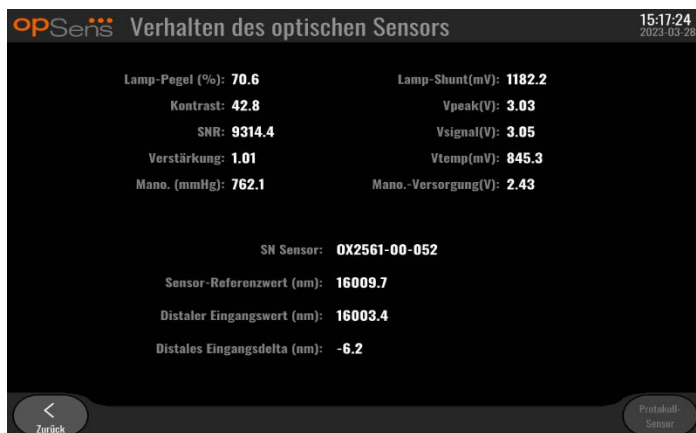 opSens Verhalten des optischen Sensors 15:17:24
2023-03-28
Lamp-Pegel (%): 70.6 Lamp-Shunt(mV): 1182.2
Kontrast: 42.8 Vpeak(V): 3.03
SNR: 9314.4 Vsignal(V): 3.05
Verstärkung: 1.01 Vtemp(mV): 845.3
Mano. (mmHg): 762.1 Mano.-Versorgung(V): 2.43
SN Sensor: OX2561-00-052
Sensor-Referenzwert (nm): 16009.7
Distaler Eingangswert (nm): 16003.4
Distales Eingangsdelta (nm): -6.2
Zurück
Protokoll-
Sensor